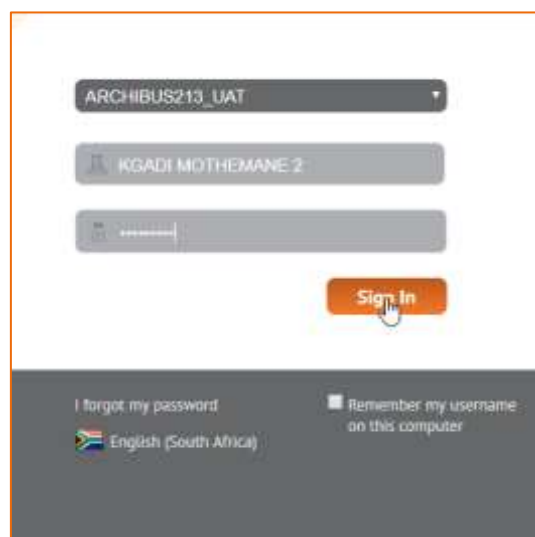 ARCHIBUS213_UAT
KGADI.MOTHEMANE.2
Sign In
I forgot my password
Remember my username
on this computer
English (South Africa)